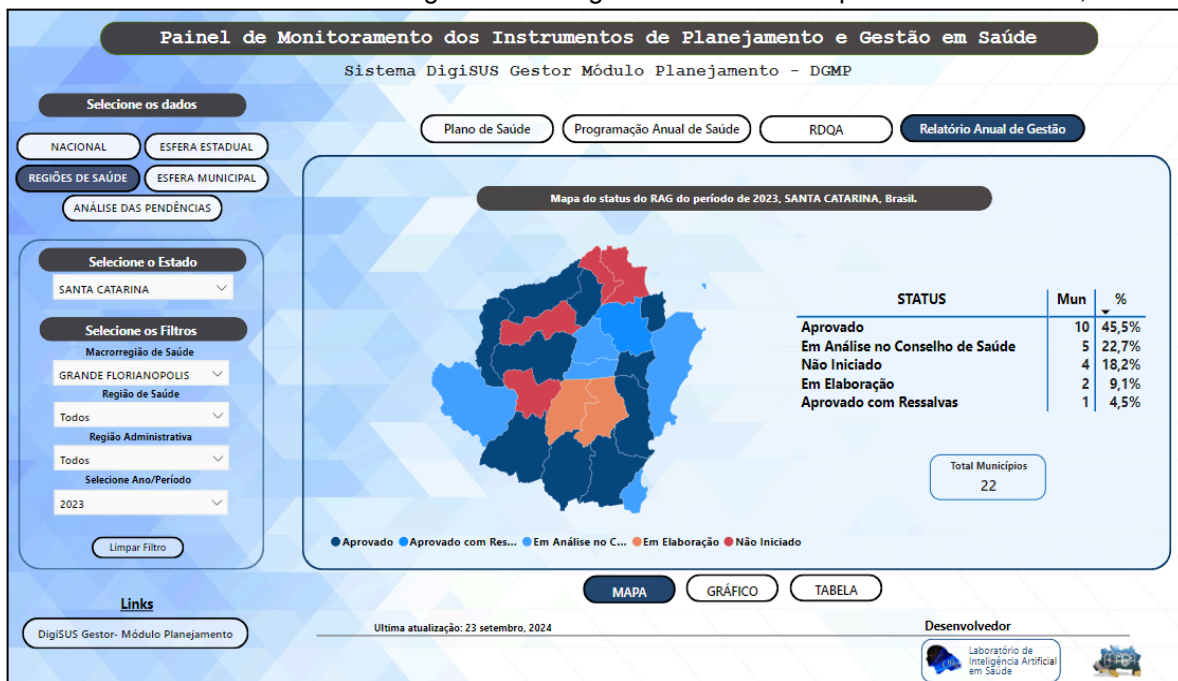 Painel de Monitoramento dos Instrumentos de Planejamento e Gestão em Saúde
Sistema DigiSUS Gestor Módulo Planejamento - DGMP
Selecione os dados
NACIONAL
ESFERA ESTADUAL
REGIÕES DE SAÚDE
ESFERA MUNICIPAL
ANÁLISE DAS PENDÊNCIAS
Plano de Saúde
Programação Anual de Saúde
RDQA
Relatório Anual de Gestão
Selecione o Estado
SANTA CATARINA
Selecione os Filtros
Macrorregião de Saúde
GRANDE FLORIANOPOLIS
Região de Saúde
Todos
Região Administrativa
Todos
Selecione Ano/Período
2023
Limpar Filtro
Links
DigiSUS Gestor- Módulo Planejamento
Mapa do status do RAG do período de 2023, SANTA CATARINA, Brasil.
STATUS Mun %
Aprovado 10 45,5%
Em Análise no Conselho de Saúde 5 22,7%
Não Iniciado 4 18,2%
Em Elaboração 2 9,1%
Aprovado com Ressalvas 1 4,5%
Total Municípios
22
Aprovado Aprovado com Res... Em Análise no C... Em Elaboração Não Iniciado
MAPA
GRÁFICO
TABELA
Ultima atualização: 23 setembro, 2024
Desenvolvedor
Laboratório de
Inteligência Artificial
em Saúde